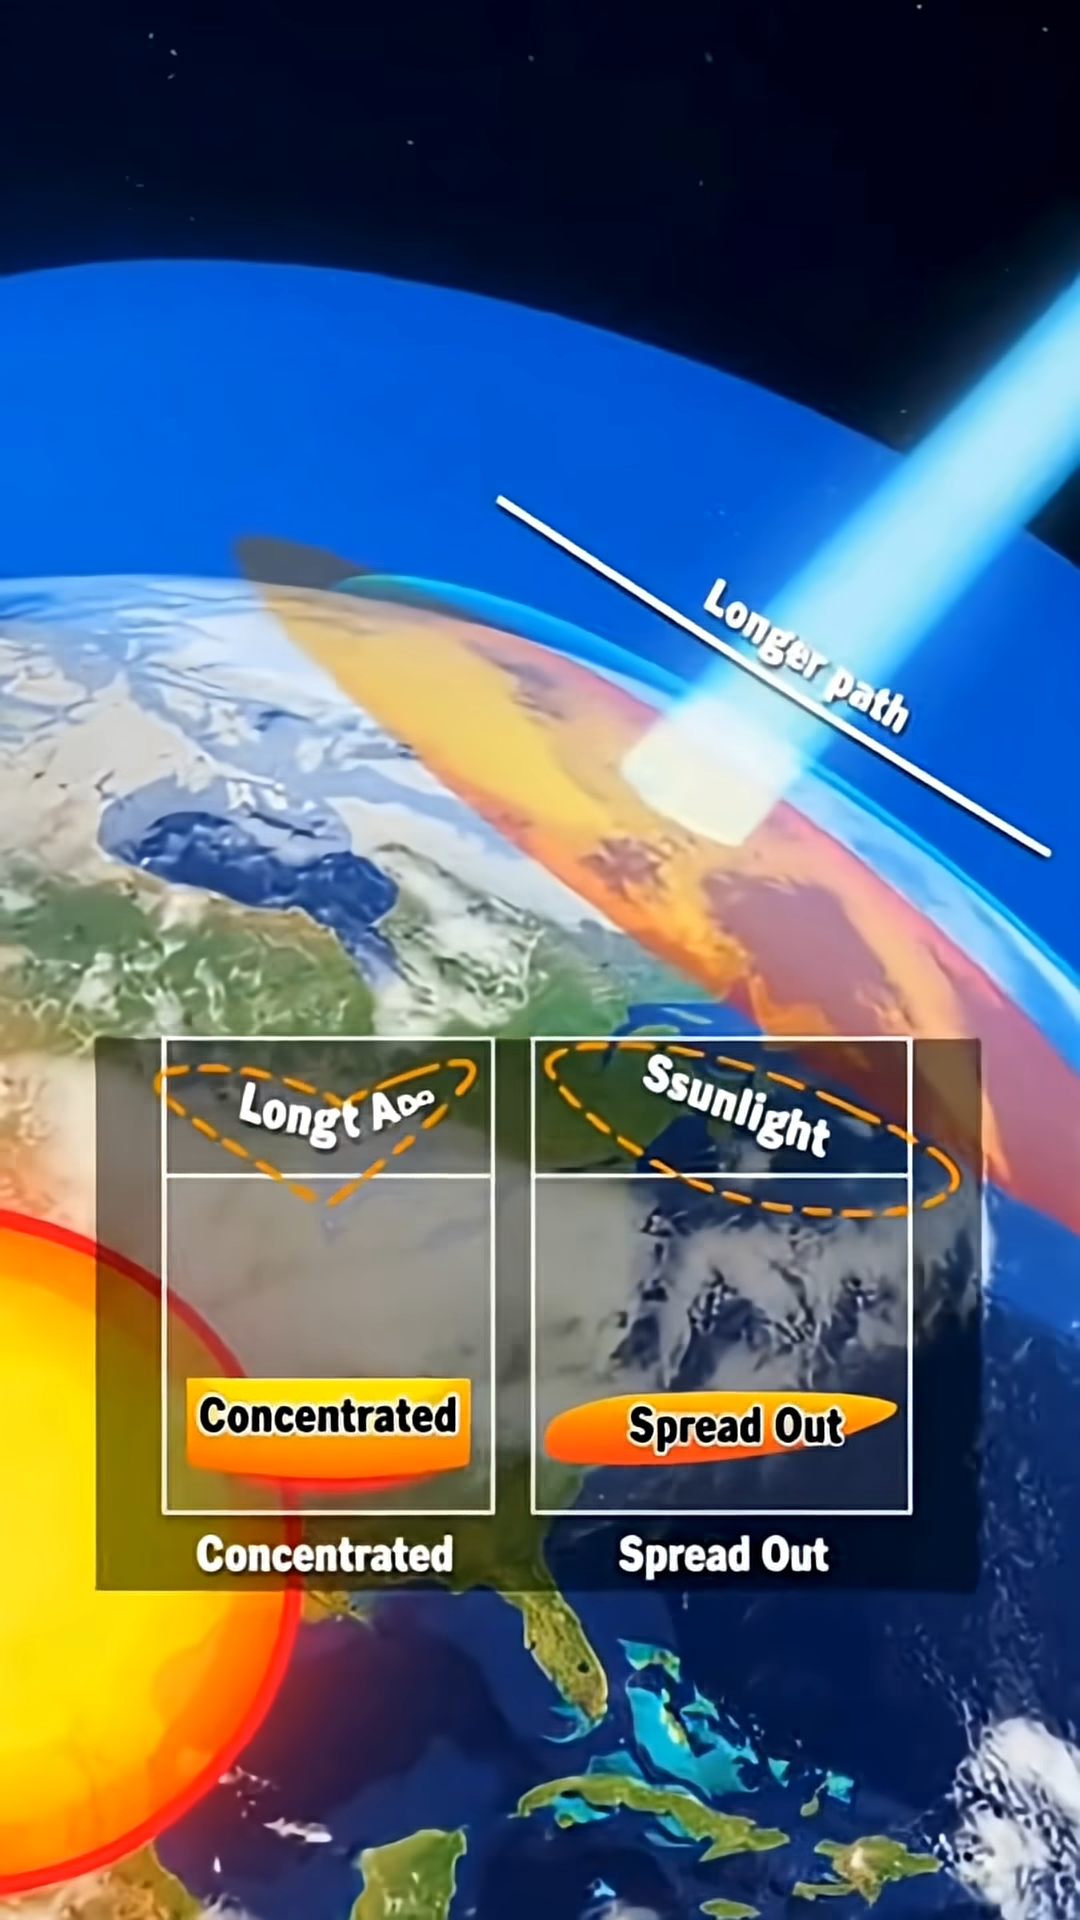 Longer path
Longt A∞
Ssunlight
Concentrated
Spread Out
Concentrated
Spread Out